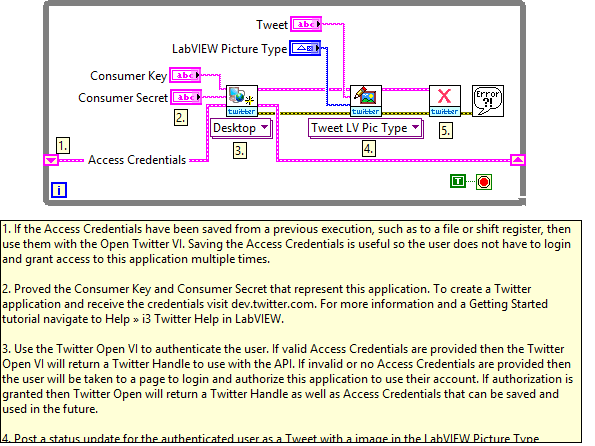 Tweet abc
LabVIEW Picture Type
Consumer Key abc
Consumer Secret abc
2.
twitter
Desktop
3.
twitter
Tweet LV Pic Type
4.
twitter
5.
Error
?!
1.
Access Credentials
i
T
1. If the Access Credentials have been saved from a previous execution, such as to a file or shift register, then
use them with the Open Twitter VI. Saving the Access Credentials is useful so the user does not have to login
and grant access to this application multiple times.
2. Proved the Consumer Key and Consumer Secret that represent this application. To create a Twitter
application and receive the credentials visit dev.twitter.com. For more information and a Getting Started
tutorial navigate to Help » i3 Twitter Help in LabVIEW.
3. Use the Twitter Open VI to authenticate the user. If valid Access Credentials are provided then the Twitter
Open VI will return a Twitter Handle to use with the API. If invalid or no Access Credentials are provided then
the user will be taken to a page to login and authorize this application to use their account. If authorization is
granted then Twitter Open will return a Twitter Handle as well as Access Credentials that can be saved and
used in the future.
4. Post a status update for the authenticated user as a Tweet with a image in the LabVIEW Picture Type